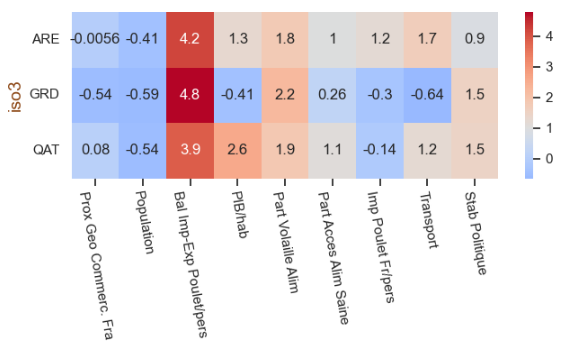 iso3
ARE -0.0056 -0.41 4.2 1.3 1.8 1 1.2 1.7 0.9
GRD -0.54 -0.59 4.8 -0.41 2.2 0.26 -0.3 -0.64 1.5
QAT 0.08 -0.54 3.9 2.6 1.9 1.1 -0.14 1.2 1.5
Prox Geo Commerc. Fra
Population
Bal Imp-Exp Poulet/pers
PIB/hab
Part Volaille Alim
Part Acces Alim Saine
Imp Poulet Fr/pers
Transport
Stab Politique
4
3
2
1
0